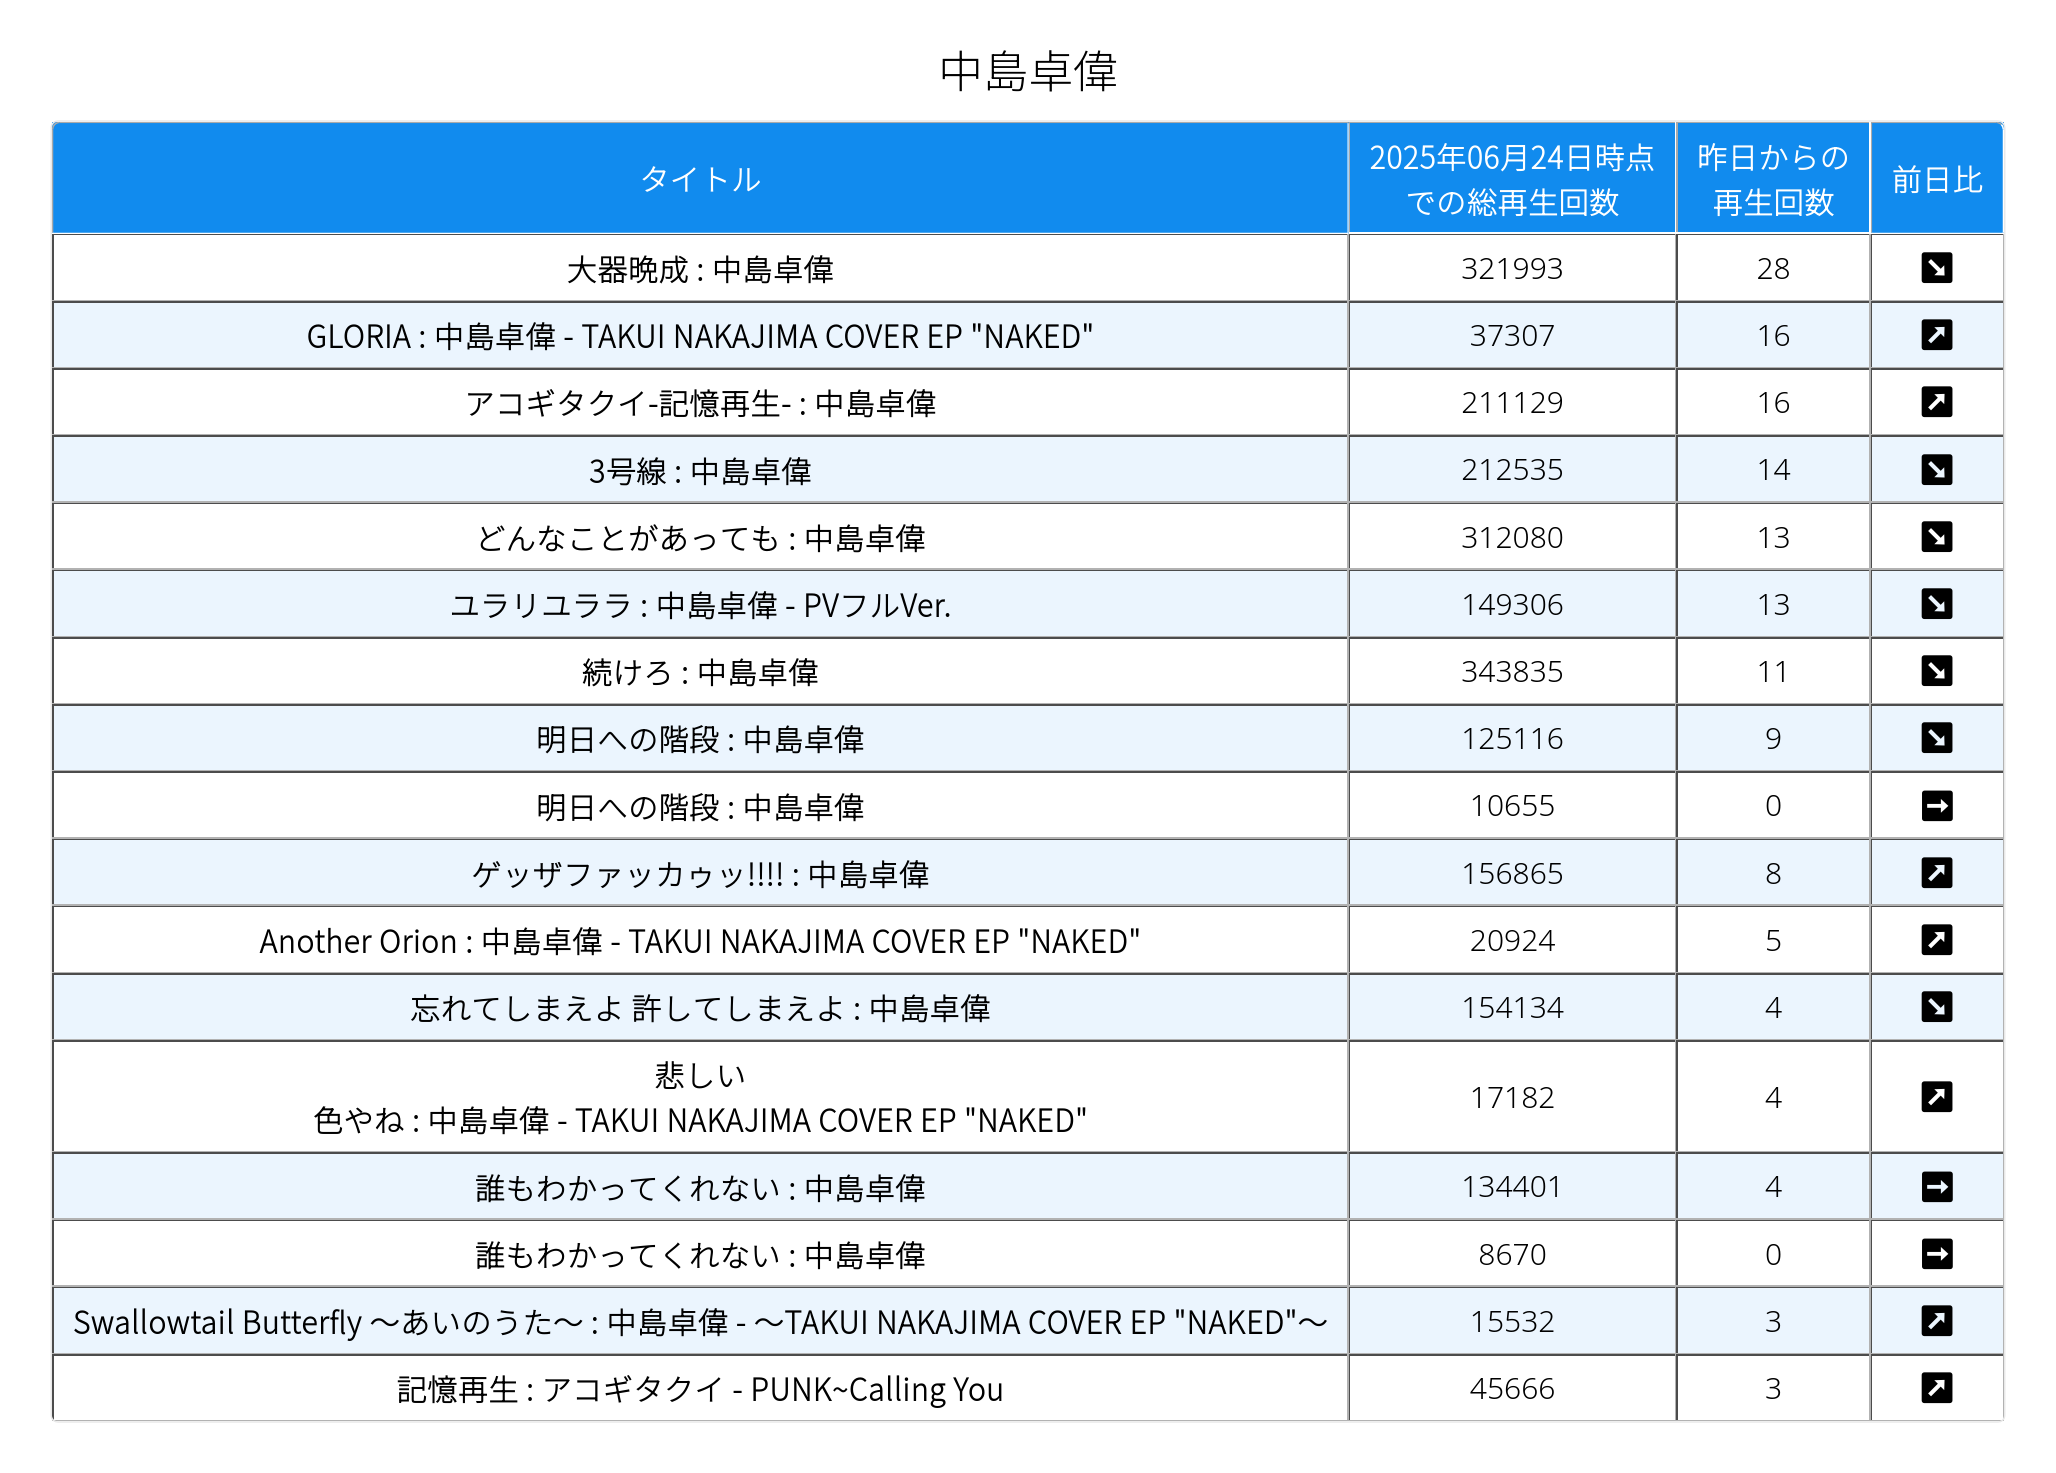 中島卓偉
タイトル
2025年06月24日時点
での総再生回数
昨日からの
再生回数
前日比
大器晩成 : 中島卓偉 321993 28 ↘
GLORIA : 中島卓偉 - TAKUI NAKAJIMA COVER EP "NAKED" 37307 16 ↗
アコギタクイ-記憶再生- : 中島卓偉 211129 16 ↗
3号線 : 中島卓偉 212535 14 ↘
どんなことがあっても : 中島卓偉 312080 13 ↘
ユラリユララ : 中島卓偉 - PVフルVer. 149306 13 ↘
続けろ : 中島卓偉 343835 11 ↘
明日への階段 : 中島卓偉 125116 9 ↘
明日への階段 : 中島卓偉 10655 0 →
ゲッザファッカゥッ!!!! : 中島卓偉 156865 8 ↗
Another Orion : 中島卓偉 - TAKUI NAKAJIMA COVER EP "NAKED" 20924 5 ↗
忘れてしまえよ 許してしまえよ : 中島卓偉 154134 4 ↘
悲しい
色やね : 中島卓偉 - TAKUI NAKAJIMA COVER EP "NAKED" 17182 4 ↗
誰もわかってくれない : 中島卓偉 134401 4 →
誰もわかってくれない : 中島卓偉 8670 0 →
Swallowtail Butterfly ～あいのうた～ : 中島卓偉 - ～TAKUI NAKAJIMA COVER EP "NAKED"～ 15532 3 ↗
記憶再生 : アコギタクイ - PUNK~Calling You 45666 3 ↗